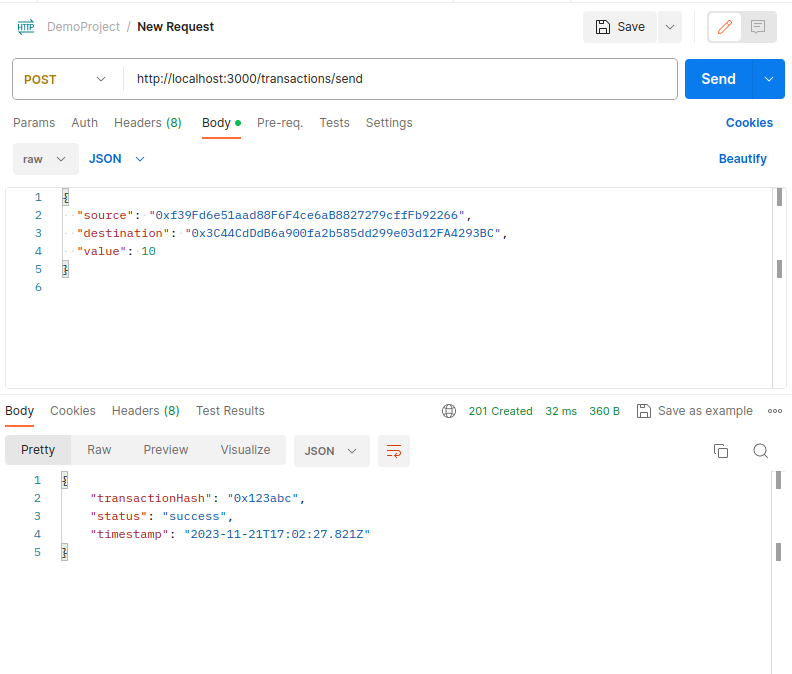 HTTP DemoProject / New Request Save
POST http://localhost:3000/transactions/send Send
Params Auth Headers (8) Body Pre-req. Tests Settings Cookies
raw JSON Beautify
1 {
2 "source": "0xf39Fd6e51aad88F6F4ce6aB8827279cffFb92266",
3 "destination": "0x3C44CdDdB6a900fa2b585dd299e03d12FA4293BC",
4 "value": 10
5 }
6
Body Cookies Headers (8) Test Results 201 Created 32 ms 360 B Save as example
Pretty Raw Preview Visualize JSON
1 {
2 "transactionHash": "0x123abc",
3 "status": "success",
4 "timestamp": "2023-11-21T17:02:27.821Z"
5 }